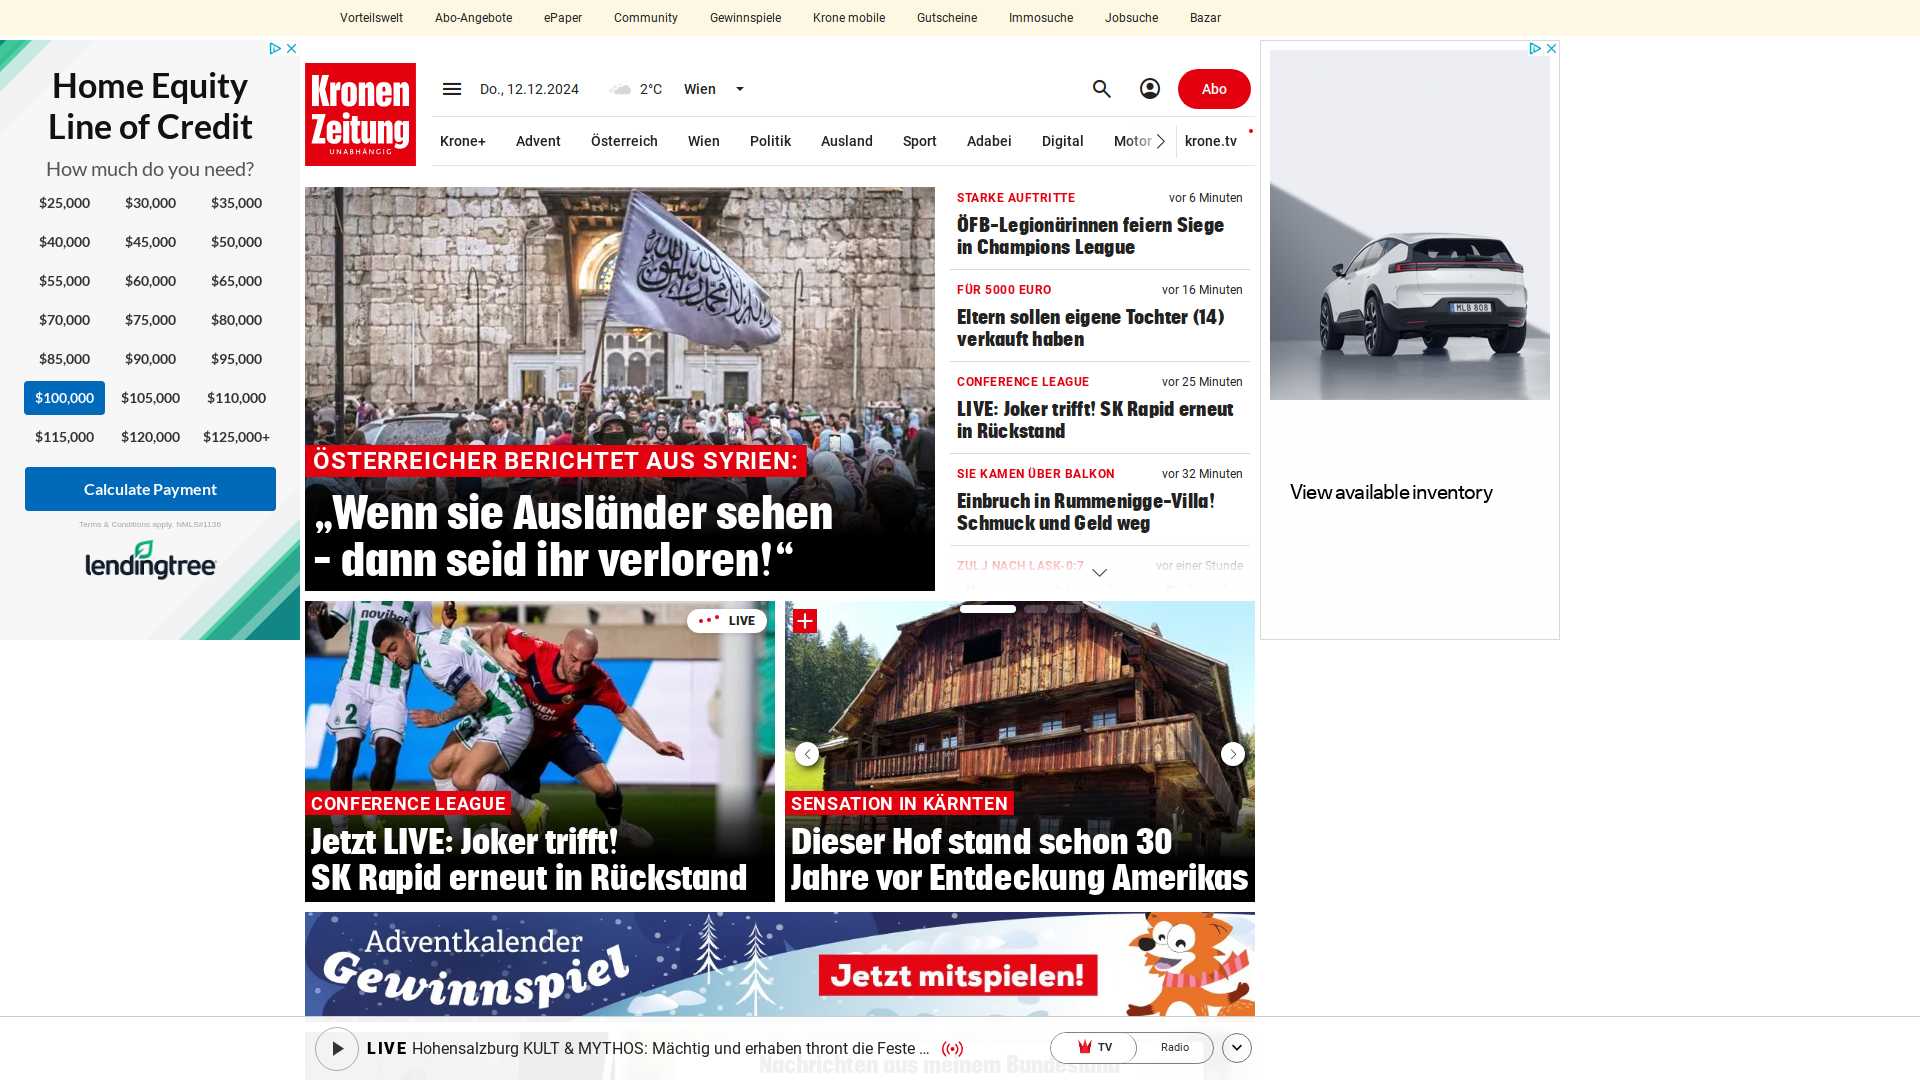 Vorteilswelt Abo-Angebote ePaper Community Gewinnspiele Krone mobile Gutscheine Immosuche Jobsuche Bazar
Home Equity
Line of Credit
How much do you need?
$25,000 $30,000 $35,000
$40,000 $45,000 $50,000
$55,000 $60,000 $65,000
$70,000 $75,000 $80,000
$85,000 $90,000 $95,000
$100,000 $105,000 $110,000
$115,000 $120,000 $125,000+
Calculate Payment
Terms & Conditions apply. NMLS#1136
lendingtree
Kronen
Zeitung
UNABHÄNGIG
Do., 12.12.2024 2°C Wien
Abo
Krone+ Advent Österreich Wien Politik Ausland Sport Adabei Digital Motor krone.tv
ÖSTERREICHER BERICHTET AUS SYRIEN:
„Wenn sie Ausländer sehen
– dann seid ihr verloren!“
STARKE AUFTRITTE vor 6 Minuten
ÖFB-Legionärinnen feiern Siege
in Champions League
FÜR 5000 EURO vor 16 Minuten
Eltern sollen eigene Tochter (14)
verkauft haben
CONFERENCE LEAGUE vor 25 Minuten
LIVE: Joker trifft! SK Rapid erneut
in Rückstand
SIE KAMEN ÜBER BALKON vor 32 Minuten
Einbruch in Rummenigge-Villa!
Schmuck und Geld weg
ZULJ NACH LASK-0:7 vor einer Stunde
MLB 808
View available inventory
novibet
2
LIVE
CONFERENCE LEAGUE
Jetzt LIVE: Joker trifft!
SK Rapid erneut in Rückstand
SENSATION IN KÄRNTEN
Dieser Hof stand schon 30
Jahre vor Entdeckung Amerikas
Adventkalender
Gewinnspiel
Jetzt mitspielen!
LIVE Hohensalzburg KULT & MYTHOS: Mächtig und erhaben thront die Feste ...
TV Radio
Nachrichten aus meinem Bundesland